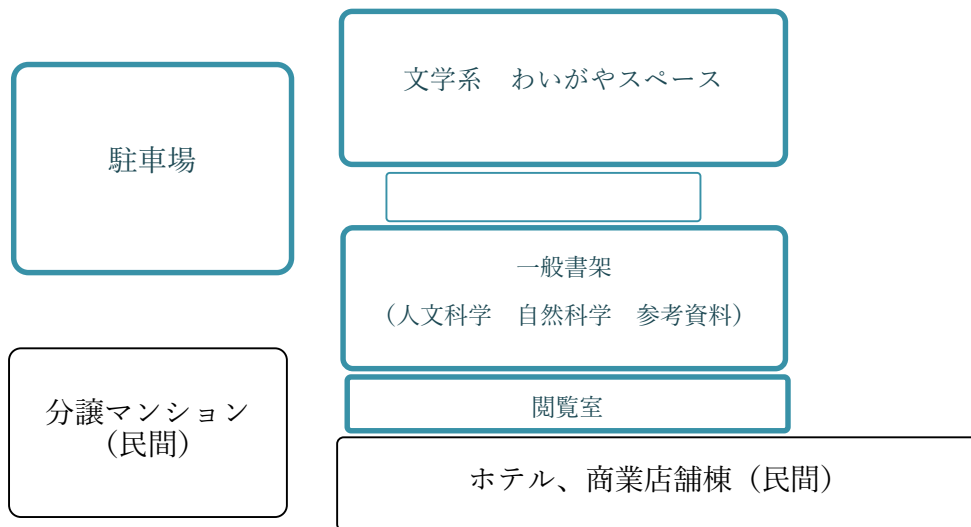 文学系　わいがやスペース
駐車場
一般書架
（人文科学　自然科学　参考資料）
分譲マンション
（民間）
閲覧室
ホテル、商業店舗棟（民間）